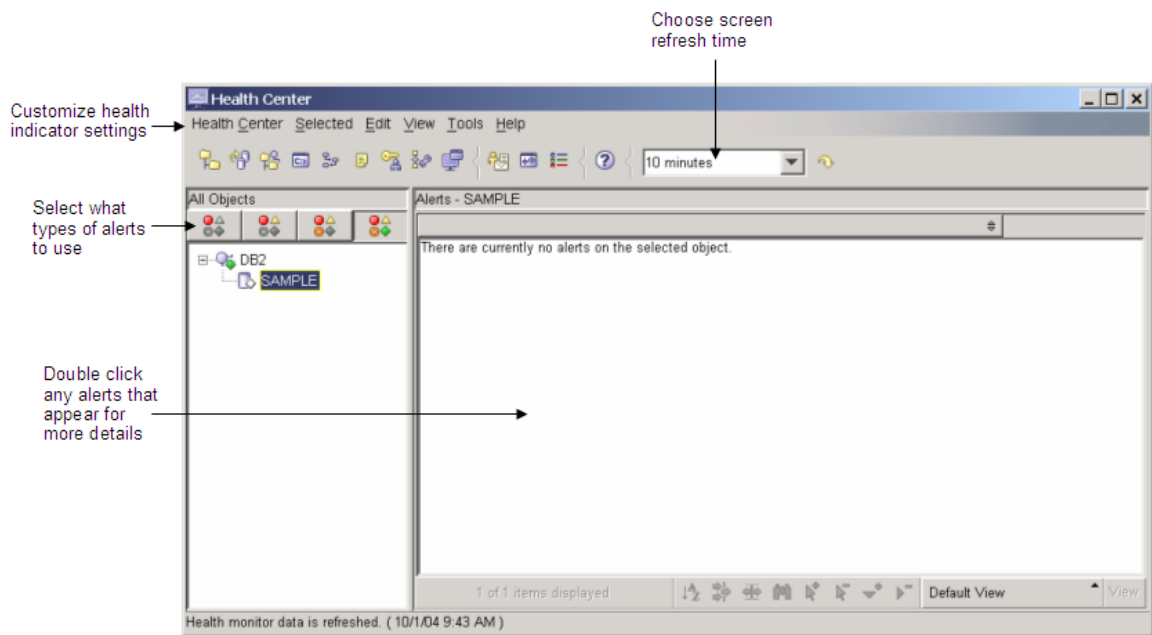 Choose screen
refresh time
Health Center
Customize health
indicator settings
Health Center Selected Edit View Tools Help
10 minutes
All Objects
Alerts - SAMPLE
Select what
types of alerts
to use
There are currently no alerts on the selected object.
DB2
SAMPLE
Double click
any alerts that
appear for
more details
1 of 1 items displayed
Default View
View
Health monitor data is refreshed. ( 10/1/04 9:43 AM )